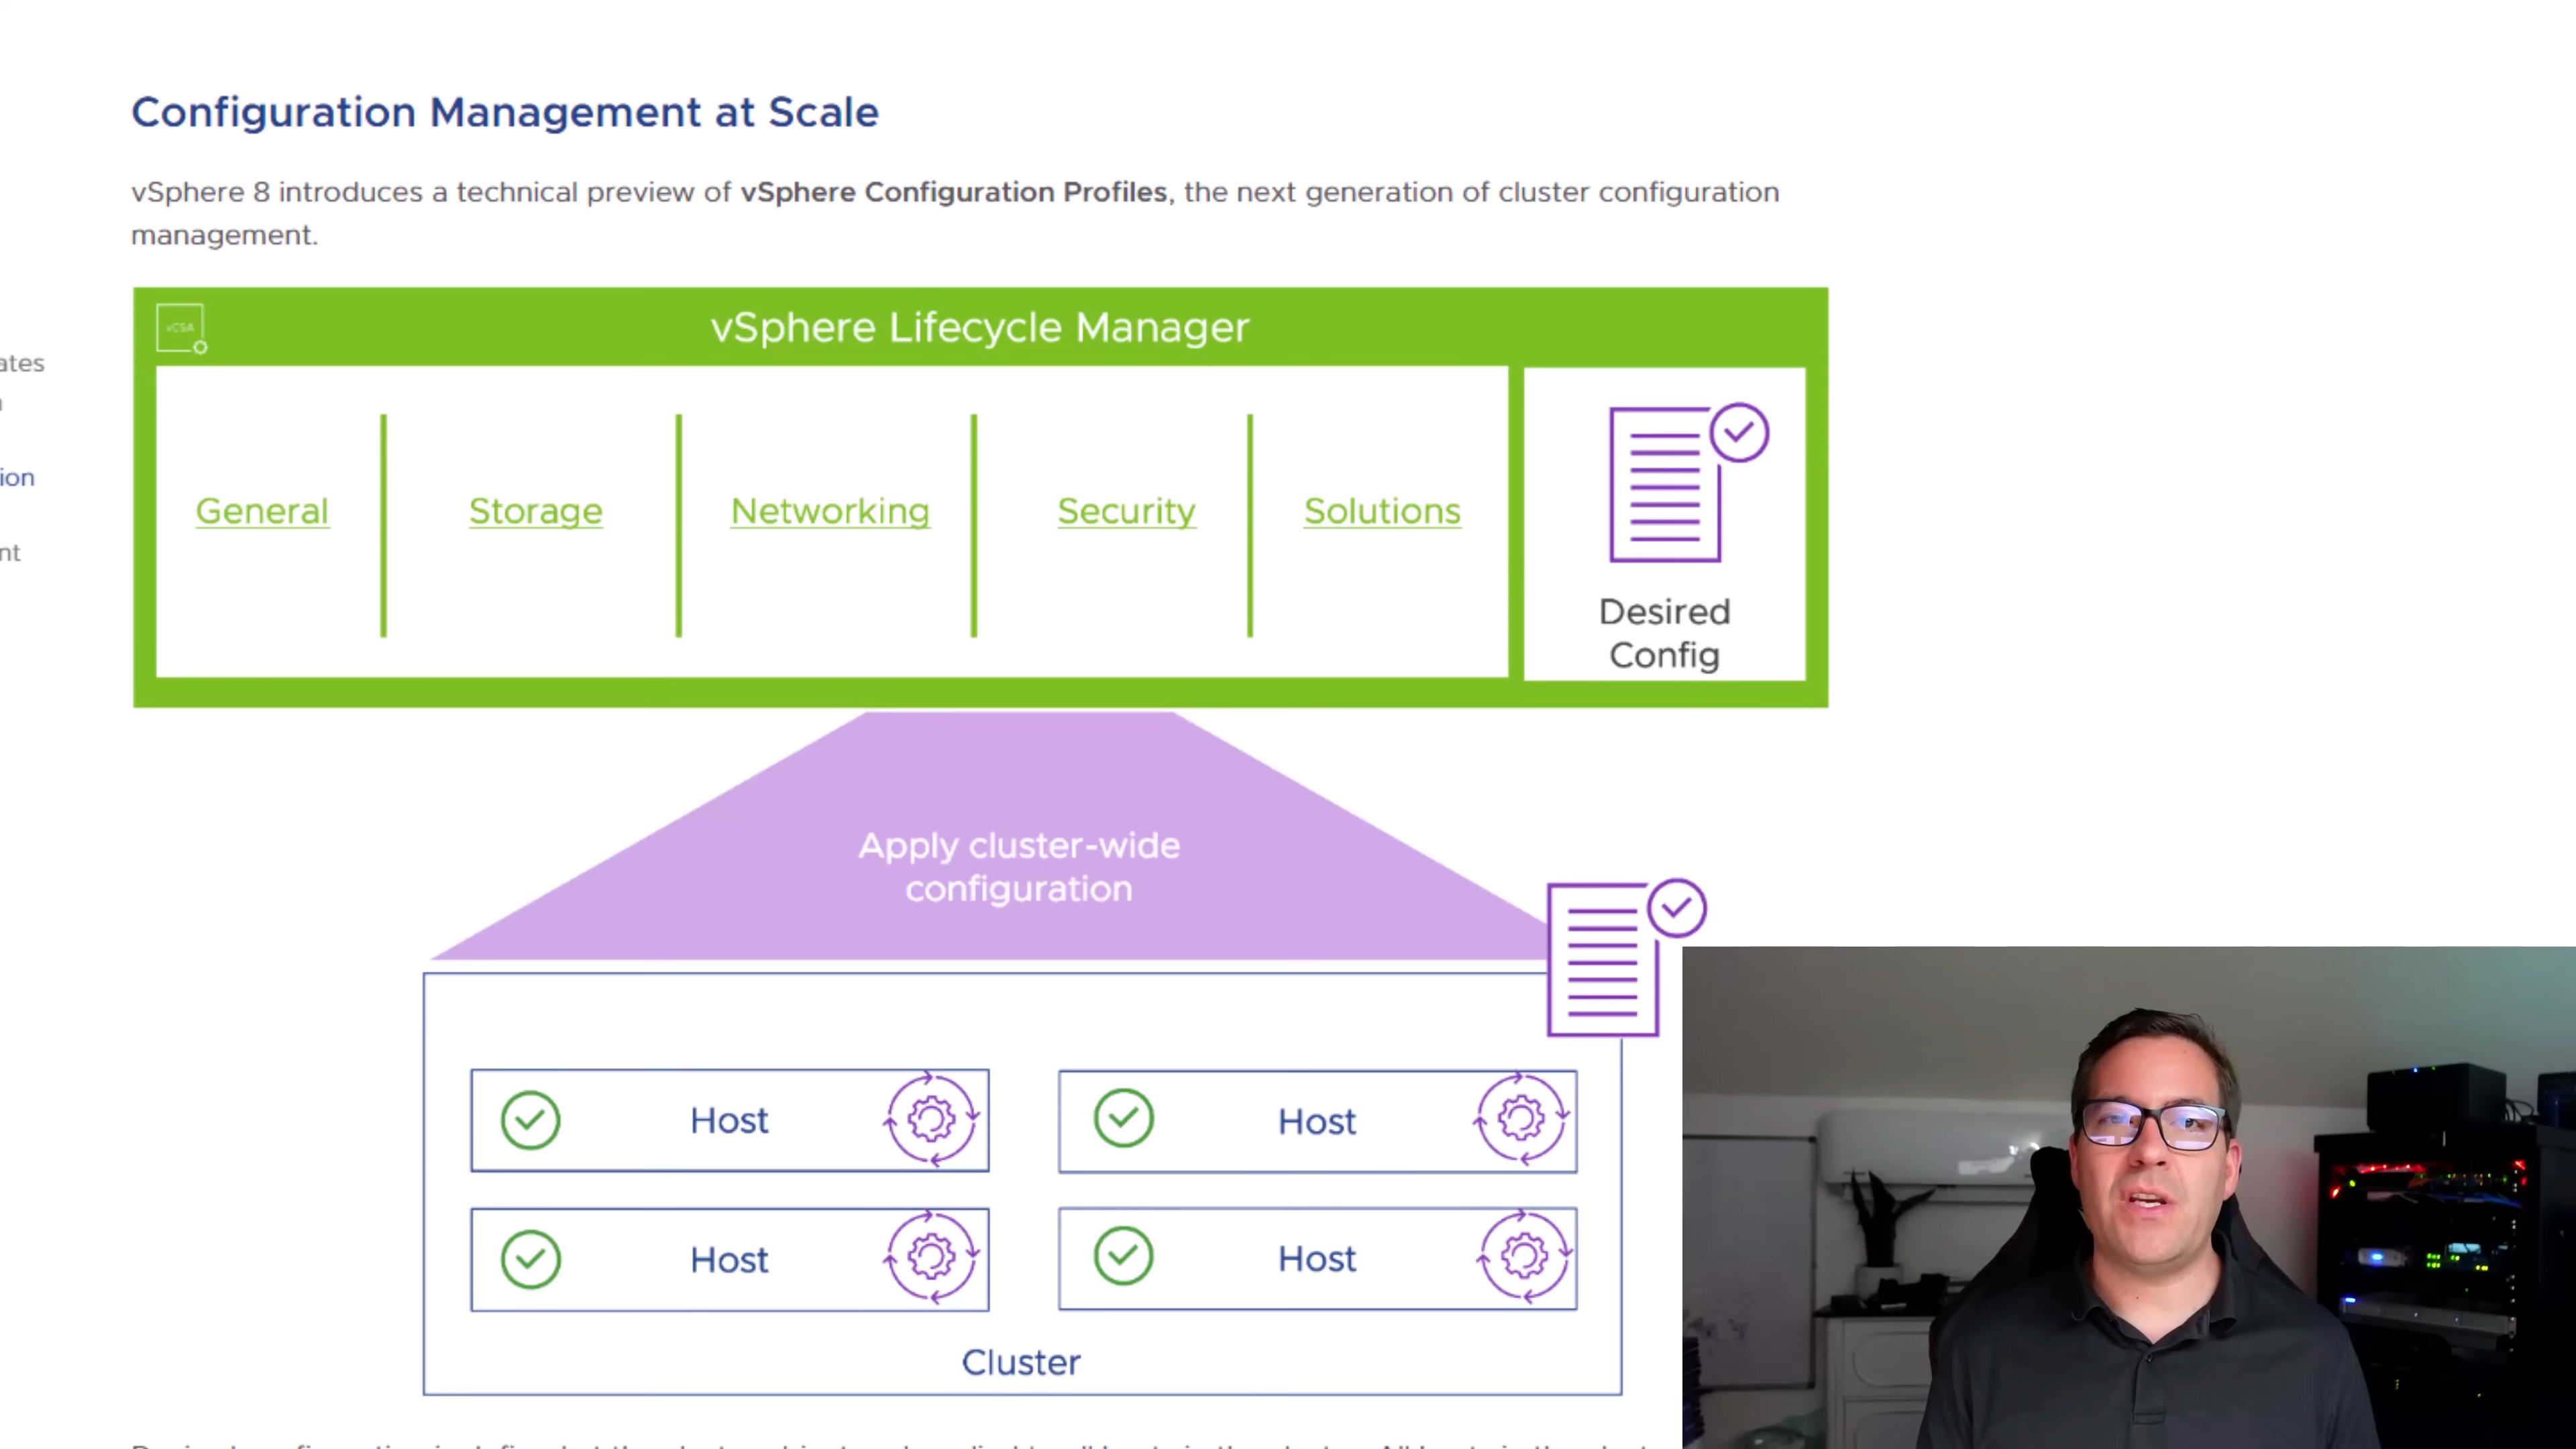 Configuration Management at Scale
vSphere 8 introduces a technical preview of vSphere Configuration Profiles, the next generation of cluster configuration
management.
vCSA
vSphere Lifecycle Manager
ates
ion
nt
General
Storage
Networking
Security
Solutions
Desired
Config
Apply cluster-wide
configuration
Host
Host
Host
Host
Cluster